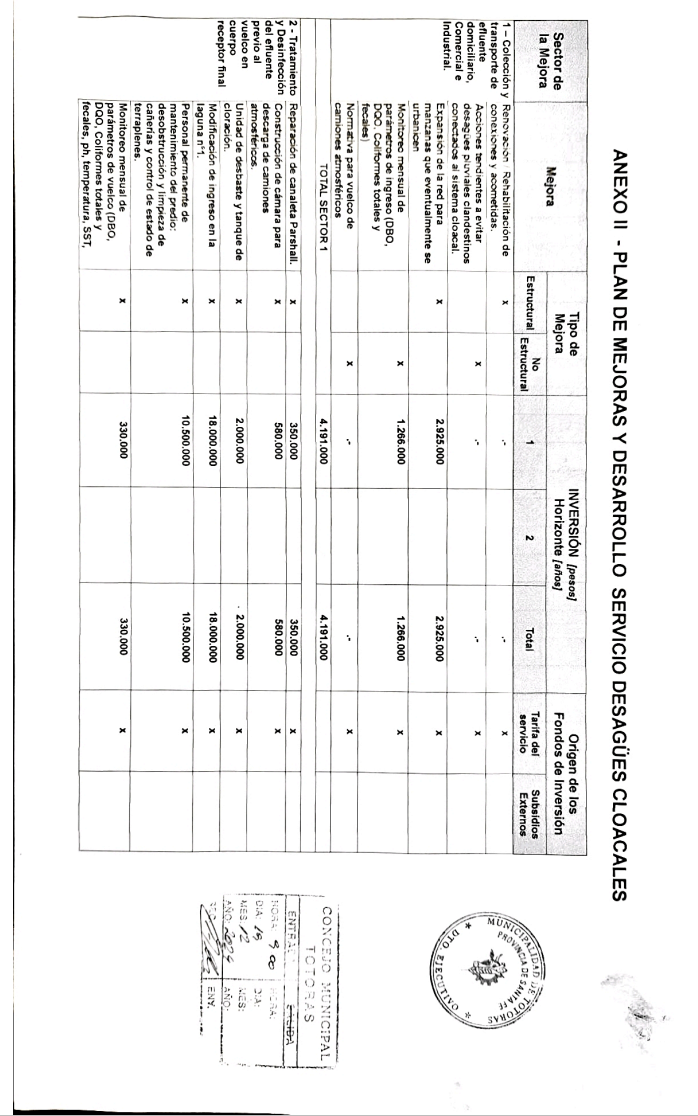 ANEXO II - PLAN DE MEJORAS Y DESARROLLO SERVICIO DESAGÜES CLOACALES
Sector de la Mejora
Mejora
Tipo de Mejora
INVERSIÓN [pesos]
Horizonte [años]
Origen de los Fondos de Inversión
Estructural
No Estructural
1
2
Total
Tarifa del servicio
Subsidios Externos
1 – Colección y transporte de efluente domiciliario, Comercial e Industrial.
Renovación Rehabilitación de conexiones y acometidas. x .- .- x
Acciones tendientes a evitar desagües pluviales clandestinos conectados al sistema cloacal. x .- .- x
Expansión de la red para manzanas que eventualmente se urbanicen x 2.925.000 2.925.000 x
Monitoreo mensual de parámetros de ingreso (DBO, DQO, Coliformes totales y fecales) x 1.266.000 1.266.000 x
Normativa para vuelco de camiones atmosféricos x .- .- x
TOTAL SECTOR 1 4.191.000 4.191.000
2 - Tratamiento y Desinfección del efluente previo al vuelco en cuerpo receptor final
Reparación de canaleta Parshall. x 350.000 350.000 x
Construcción de cámara para descarga de camiones atmosféricos x 580.000 580.000 x
Unidad de desbaste y tanque de cloración. x 2.000.000 2.000.000 x
Modificación de ingreso en la laguna n°1. x 18.000.000 18.000.000 x
Personal permanente de mantenimiento del predio: desobstrucción y limpieza de cañerías y control de estado de terraplenes. x 10.500.000 10.500.000 x
Monitoreo mensual de parámetros de vuelco (DBO, DQO, Coliformes totales y fecales, ph, temperatura, SST, x 330.000 330.000 x
MUNICIPALIDAD DE TOTORAS
PROVINCIA DE SANTA FE
* DTO. EJECUTIVO *
CONCEJO MUNICIPAL
TOTORAS
ENTRADA SALIDA
HORA: 9 00 HORA:
DIA: 19 DIA:
MES: 12 MES:
AÑO: 2024 AÑO:
ENV.